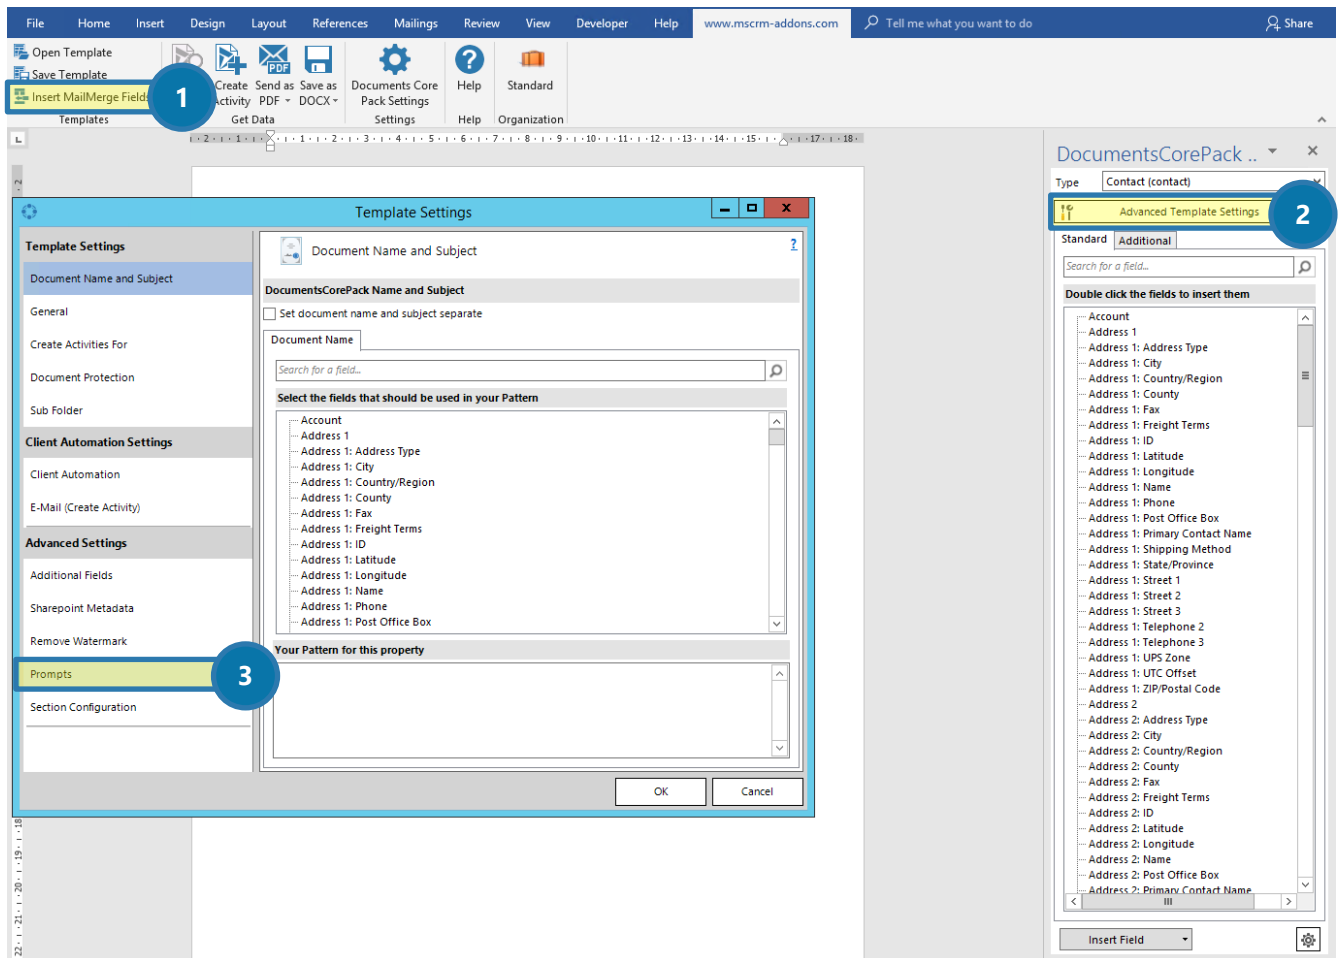 File Home Insert Design Layout References Mailings Review View Developer Help www.mscrm-addons.com Tell me what you want to do Share
Open Template
Save Template
Insert MailMerge Fields
1
Create Activity
Send as PDF
Save as DOCX
Documents Core Pack Settings
Help
Standard
Templates Get Data Settings Help Organization
DocumentsCorePack ..
Type Contact (contact)
Advanced Template Settings
2
Standard Additional
Search for a field...
Double click the fields to insert them
Account
Address 1
Address 1: Address Type
Address 1: City
Address 1: Country/Region
Address 1: County
Address 1: Fax
Address 1: Freight Terms
Address 1: ID
Address 1: Latitude
Address 1: Longitude
Address 1: Name
Address 1: Phone
Address 1: Post Office Box
Address 1: Primary Contact Name
Address 1: Shipping Method
Address 1: State/Province
Address 1: Street 1
Address 1: Street 2
Address 1: Street 3
Address 1: Telephone 2
Address 1: Telephone 3
Address 1: UPS Zone
Address 1: UTC Offset
Address 1: ZIP/Postal Code
Address 2
Address 2: Address Type
Address 2: City
Address 2: Country/Region
Address 2: County
Address 2: Fax
Address 2: Freight Terms
Address 2: ID
Address 2: Latitude
Address 2: Longitude
Address 2: Name
Address 2: Post Office Box
Address 2: Primary Contact Name
Insert Field
Template Settings
Template Settings
Document Name and Subject
General
Create Activities For
Document Protection
Sub Folder
Client Automation Settings
Client Automation
E-Mail (Create Activity)
Advanced Settings
Additional Fields
Sharepoint Metadata
Remove Watermark
Prompts
3
Section Configuration
Document Name and Subject
?
DocumentsCorePack Name and Subject
Set document name and subject separate
Document Name
Search for a field...
Select the fields that should be used in your Pattern
Account
Address 1
Address 1: Address Type
Address 1: City
Address 1: Country/Region
Address 1: County
Address 1: Fax
Address 1: Freight Terms
Address 1: ID
Address 1: Latitude
Address 1: Longitude
Address 1: Name
Address 1: Phone
Address 1: Post Office Box
Your Pattern for this property
OK Cancel